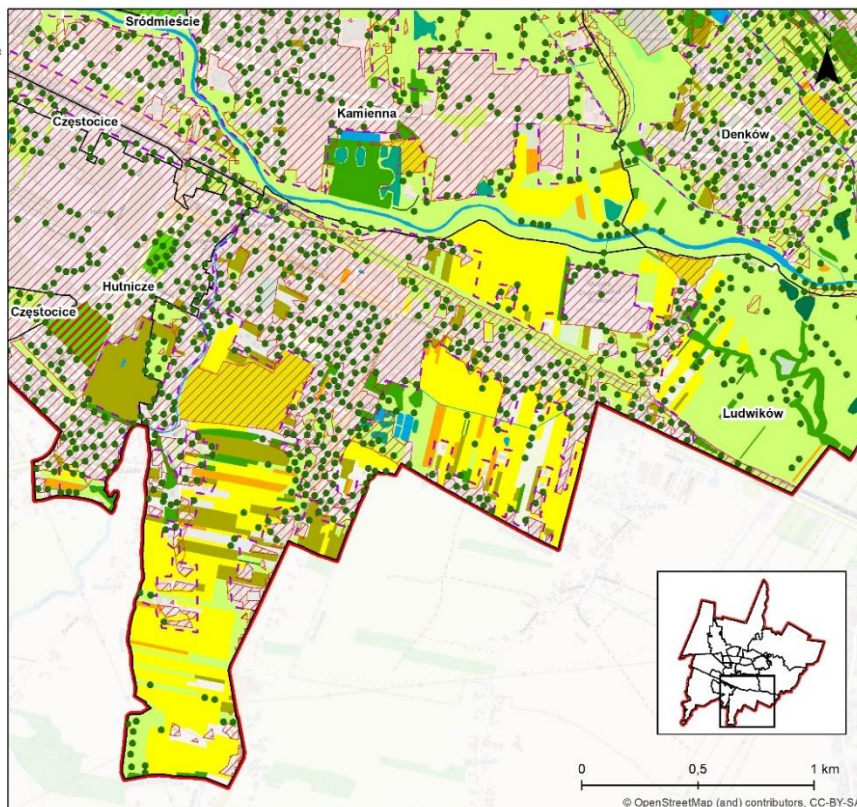 Śródmieście
Kamienna
Częstocice
Denków
Hutnicze
Częstocice
Ludwików
0
0,5
1 km
© OpenStreetMap (and) contributors, CC-BY-SA